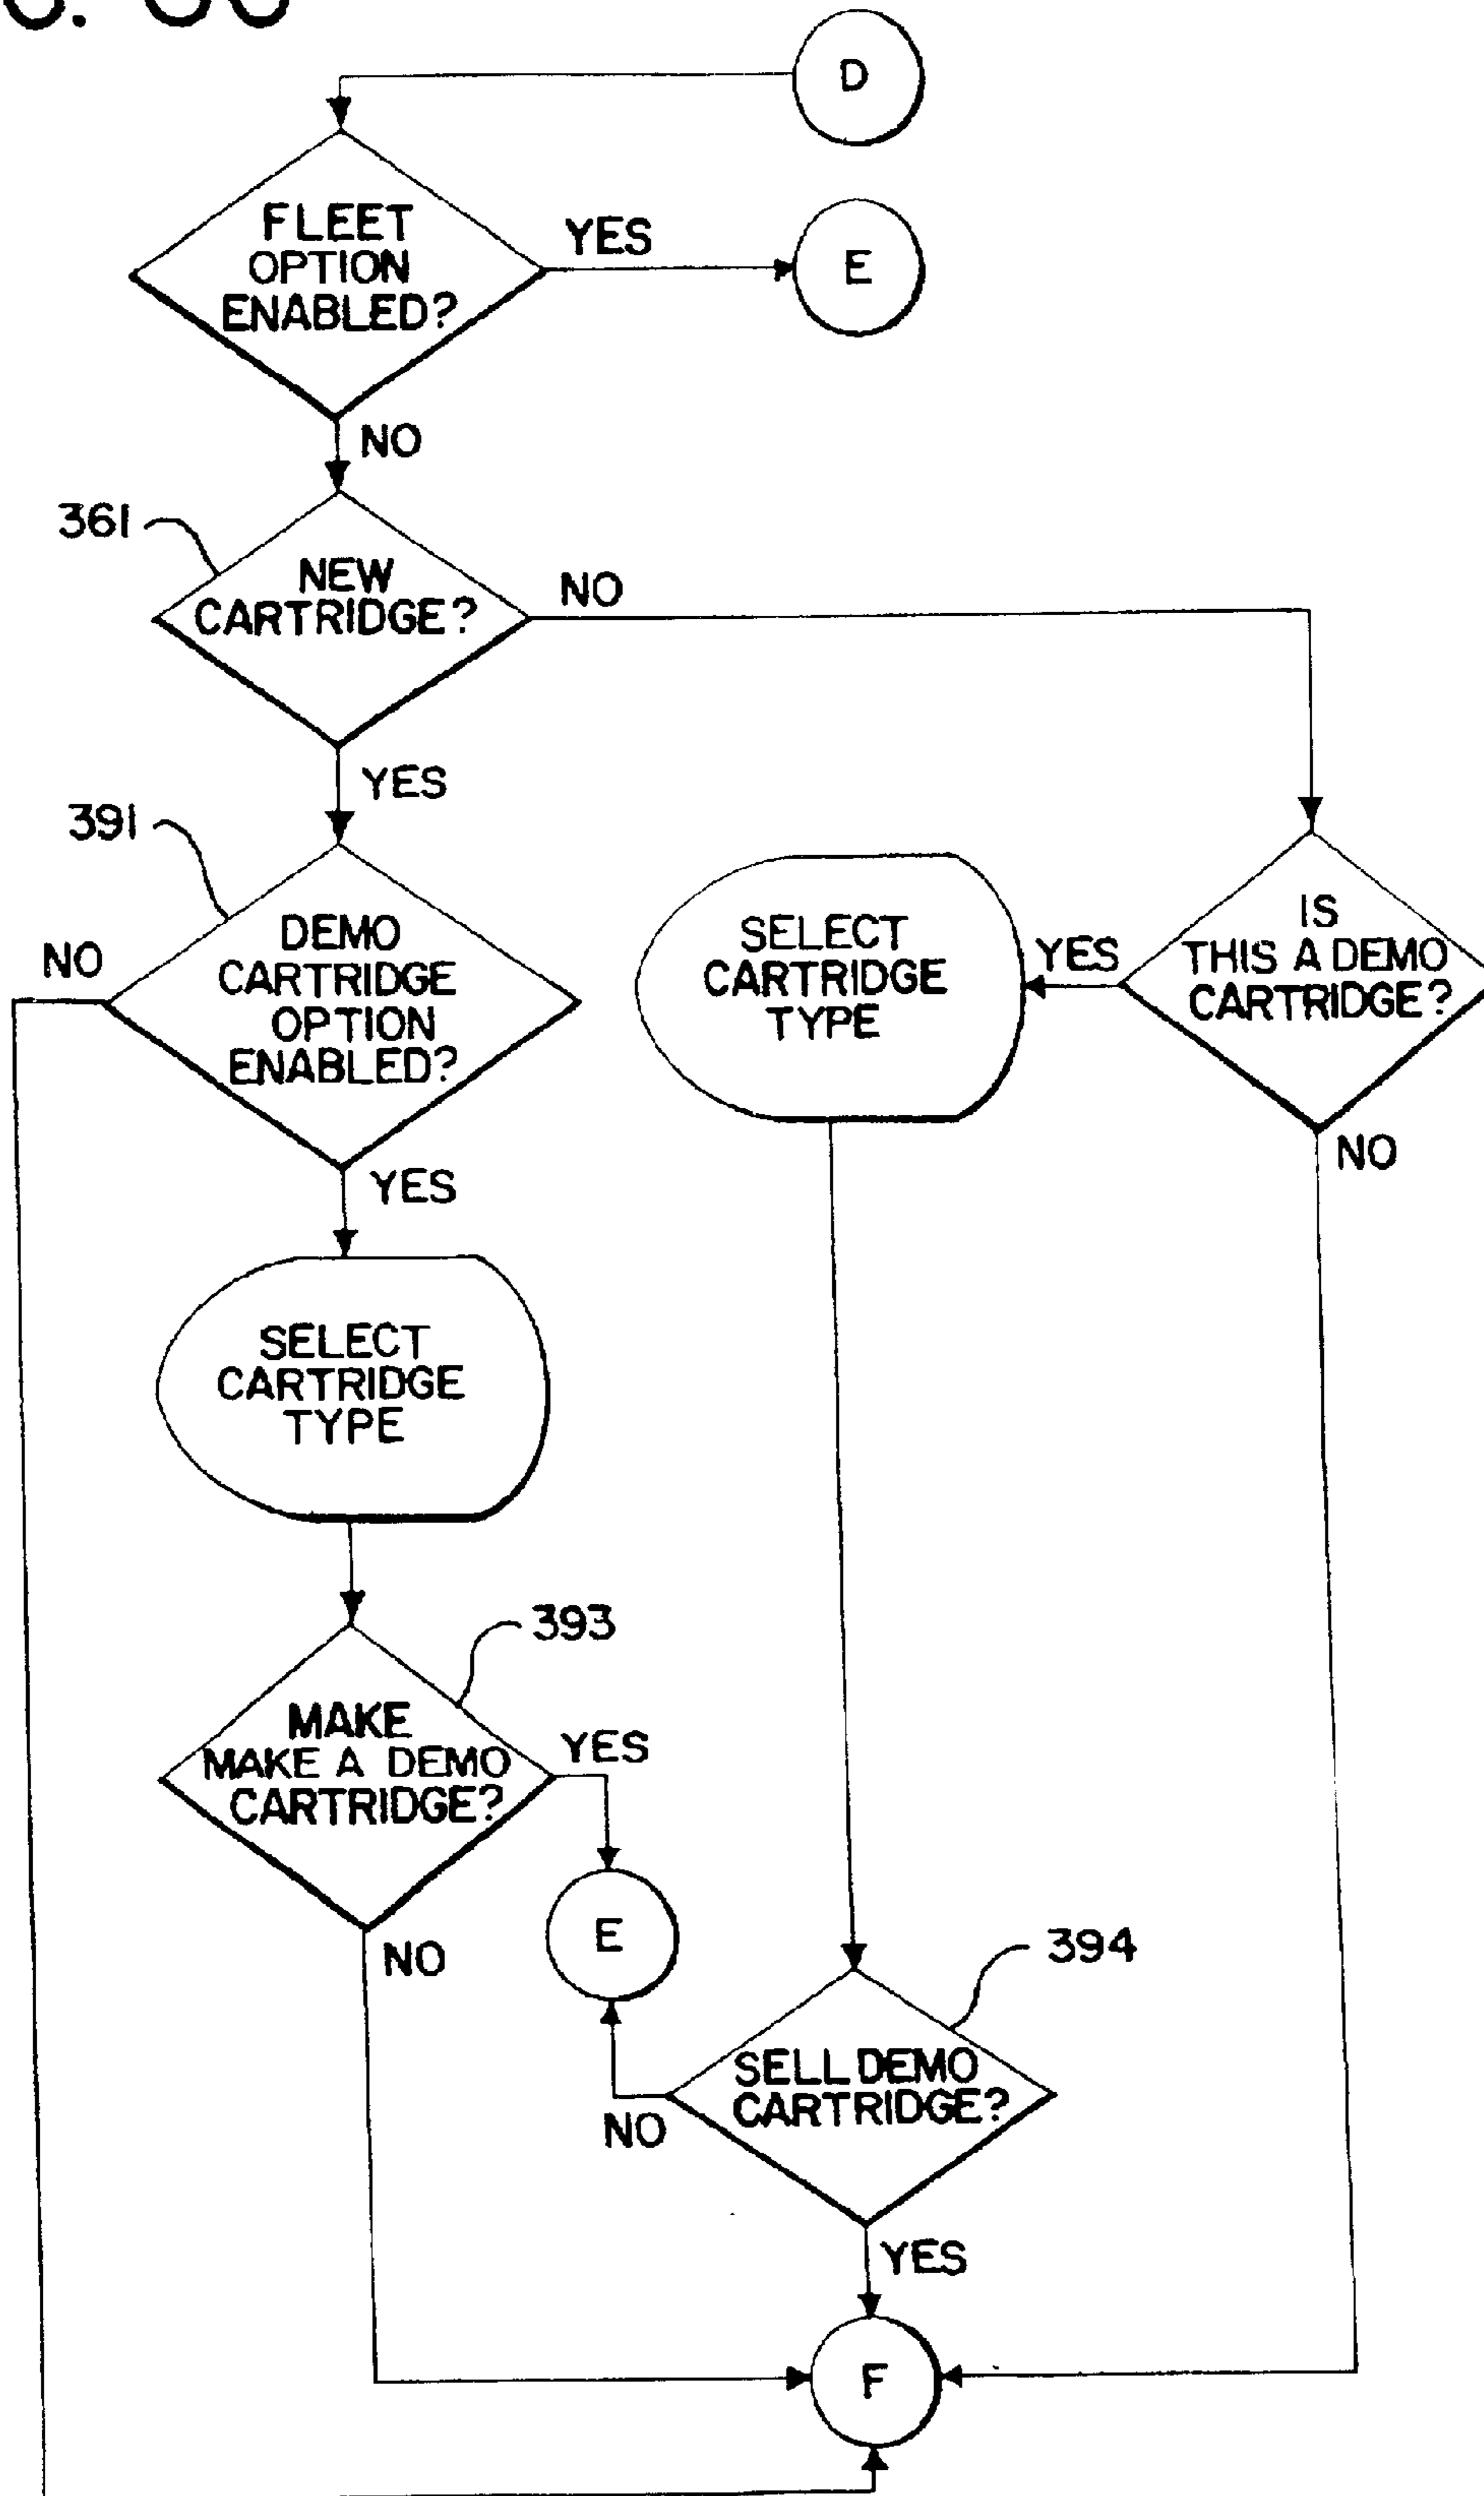 D
FLEET
OPTION
ENABLED?
YES
E
NO
361
NEW
CARTRIDGE?
NO
YES
391
DEMO
CARTRIDGE
OPTION
ENABLED?
NO
YES
SELECT
CARTRIDGE
TYPE
YES
IS
THIS A DEMO
CARTRIDGE?
NO
SELECT
CARTRIDGE
TYPE
393
MAKE
MAKE A DEMO
CARTRIDGE?
YES
E
NO
394
SELL DEMO
CARTRIDGE?
NO
YES
F